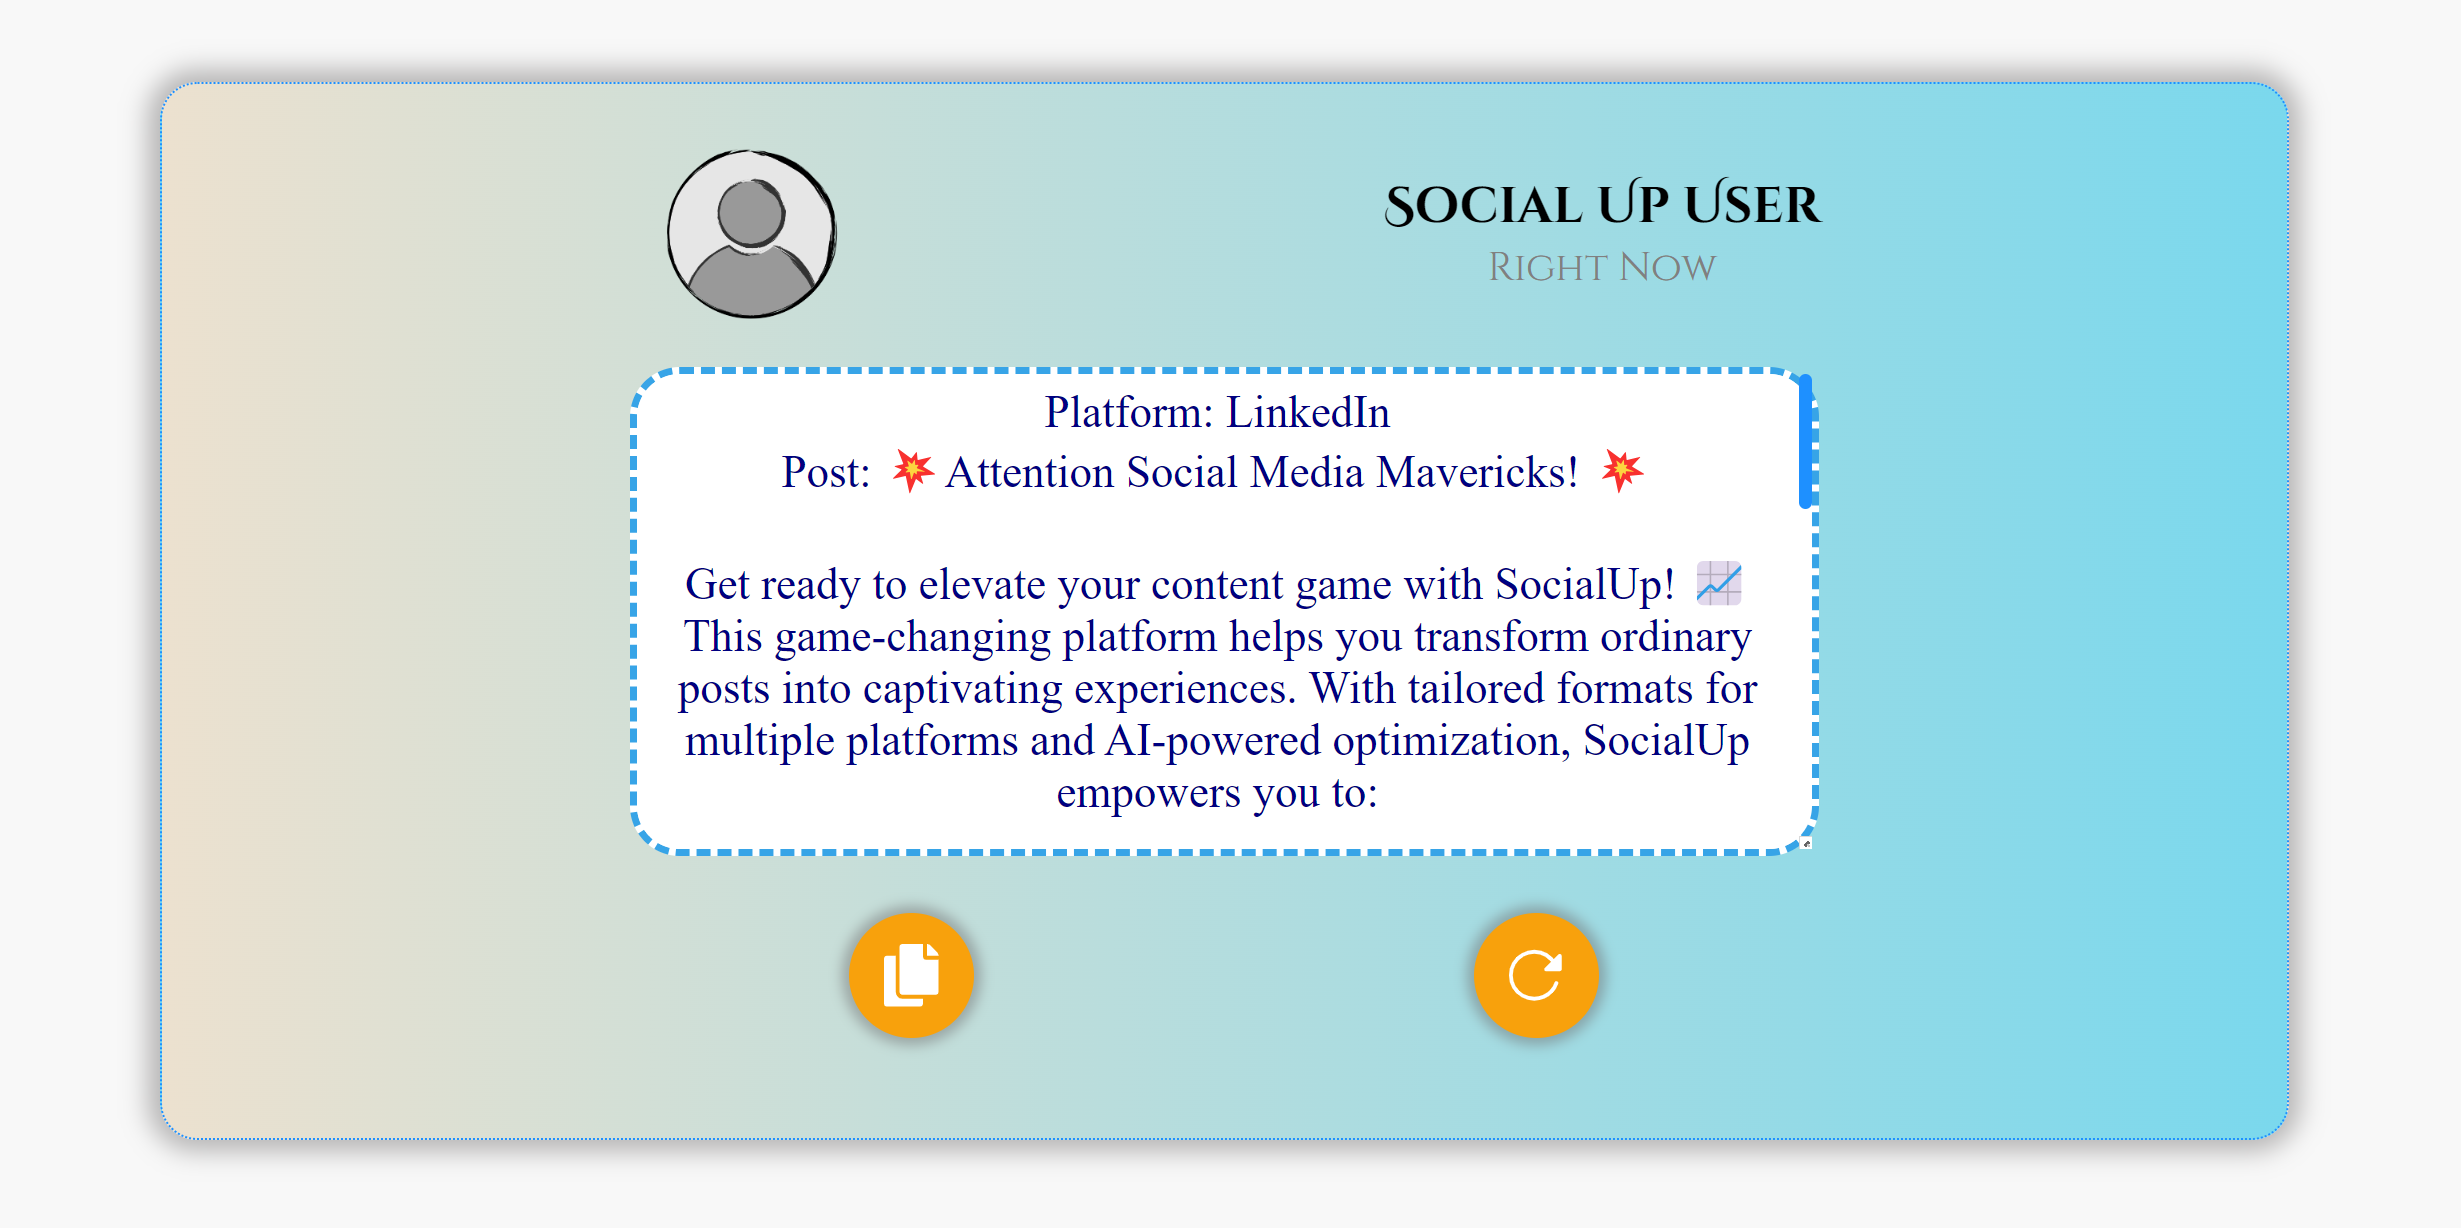 Social Up User
Right Now
Platform: LinkedIn
Post: 💥 Attention Social Media Mavericks! 💥
Get ready to elevate your content game with SocialUp! 📈
This game-changing platform helps you transform ordinary
posts into captivating experiences. With tailored formats for
multiple platforms and AI-powered optimization, SocialUp
empowers you to: